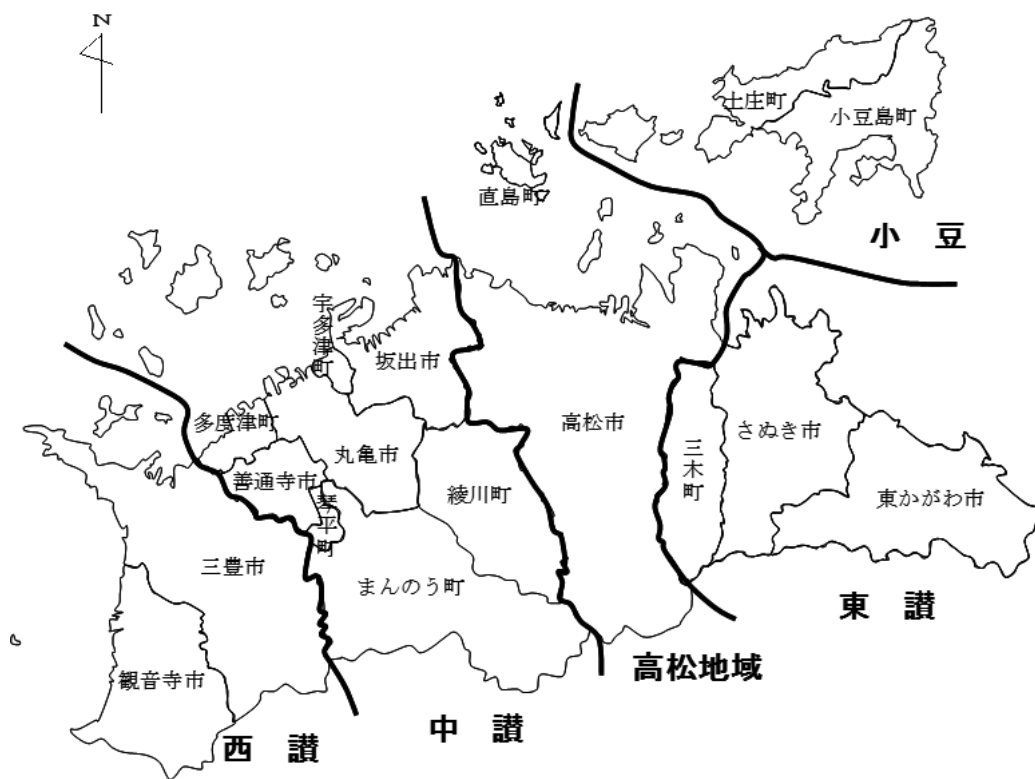 N
土庄町
小豆島町
直島町
小 豆
宇多津町
坂出市
多度津町
丸亀市
高松市
三木町
さぬき市
善通寺市
琴平町
綾川町
東かがわ市
三豊市
まんのう町
東 讃
高松地域
観音寺市
中 讃
西 讃